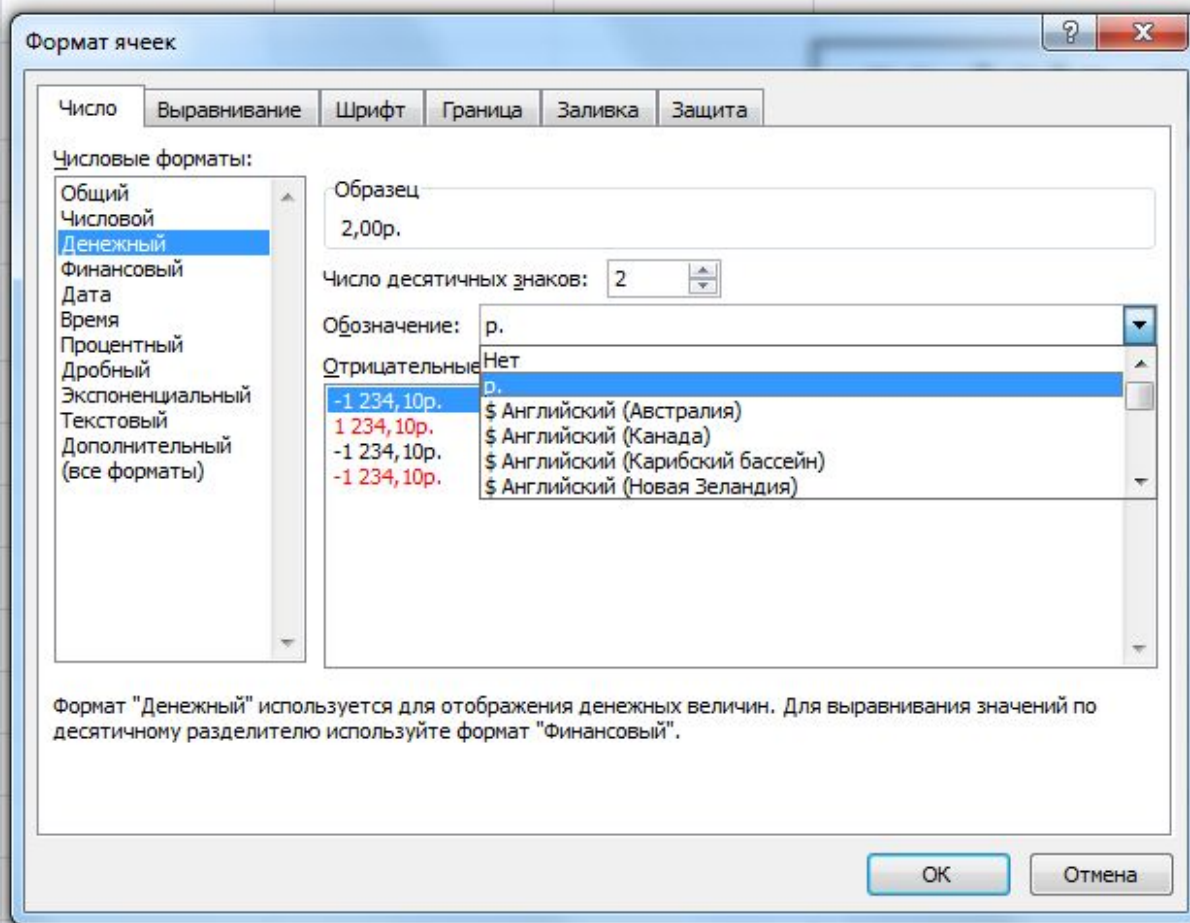 Формат ячеек
Число
Выравнивание
Шрифт
Граница
Заливка
Защита
Числовые форматы:
Общий
Числовой
Денежный
Финансовый
Дата
Время
Процентный
Дробный
Экспоненциальный
Текстовый
Дополнительный
(все форматы)
Образец
2,00р.
Число десятичных знаков: 2
Обозначение: р.
Нет
р.
$ Английский (Австралия)
$ Английский (Канада)
$ Английский (Карибский бассейн)
$ Английский (Новая Зеландия)
Отрицательные
-1 234,10р.
1 234,10р.
-1 234,10р.
-1 234,10р.
Формат "Денежный" используется для отображения денежных величин. Для выравнивания значений по
десятичному разделителю используйте формат "Финансовый".
ОК
Отмена